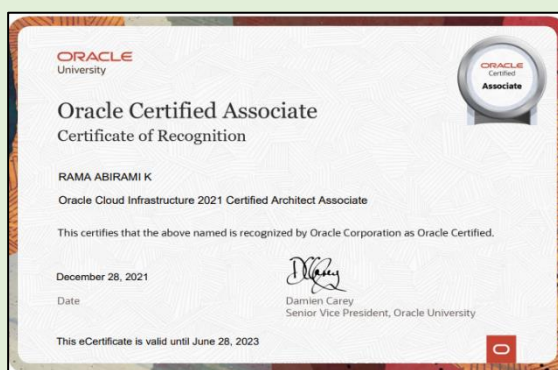 ORACLE
University
ORACLE
Certified
Associate
Oracle Certified Associate
Certificate of Recognition
RAMA ABIRAMI K
Oracle Cloud Infrastructure 2021 Certified Architect Associate
This certifies that the above named is recognized by Oracle Corporation as Oracle Certified.
December 28, 2021
Date
Damien Carey
Senior Vice President, Oracle University
This eCertificate is valid until June 28, 2023